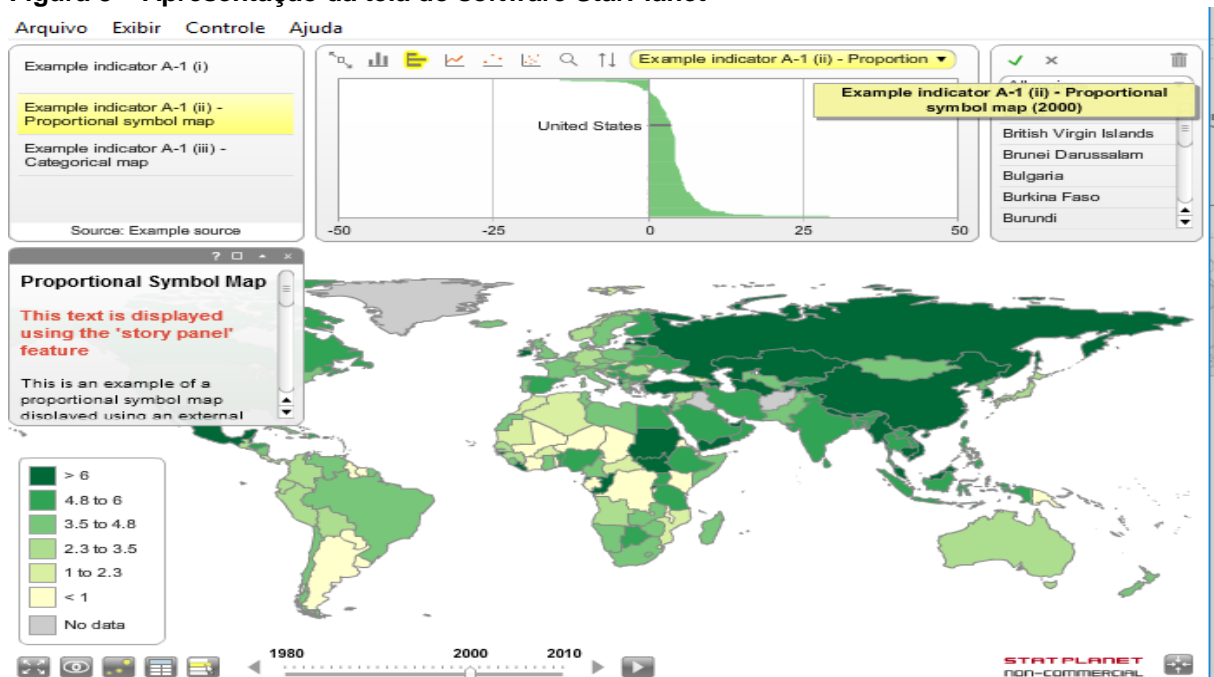 Arquivo Exibir Controle Ajuda
Example indicator A-1 (i)
Example indicator A-1 (ii) -
Proportional symbol map
Example indicator A-1 (iii) -
Categorical map
Source: Example source
Example indicator A-1 (ii) - Proportion
Example indicator A-1 (ii) - Proportional
symbol map (2000)
United States
-50 -25 0 25 50
British Virgin Islands
Brunei Darussalam
Bulgaria
Burkina Faso
Burundi
?
Proportional Symbol Map
This text is displayed
using the 'story panel'
feature
This is an example of a
proportional symbol map
displayed using an external
> 6
4.8 to 6
3.5 to 4.8
2.3 to 3.5
1 to 2.3
< 1
No data
1980 2000 2010
STAT PLANET
NON-COMMERCIAL